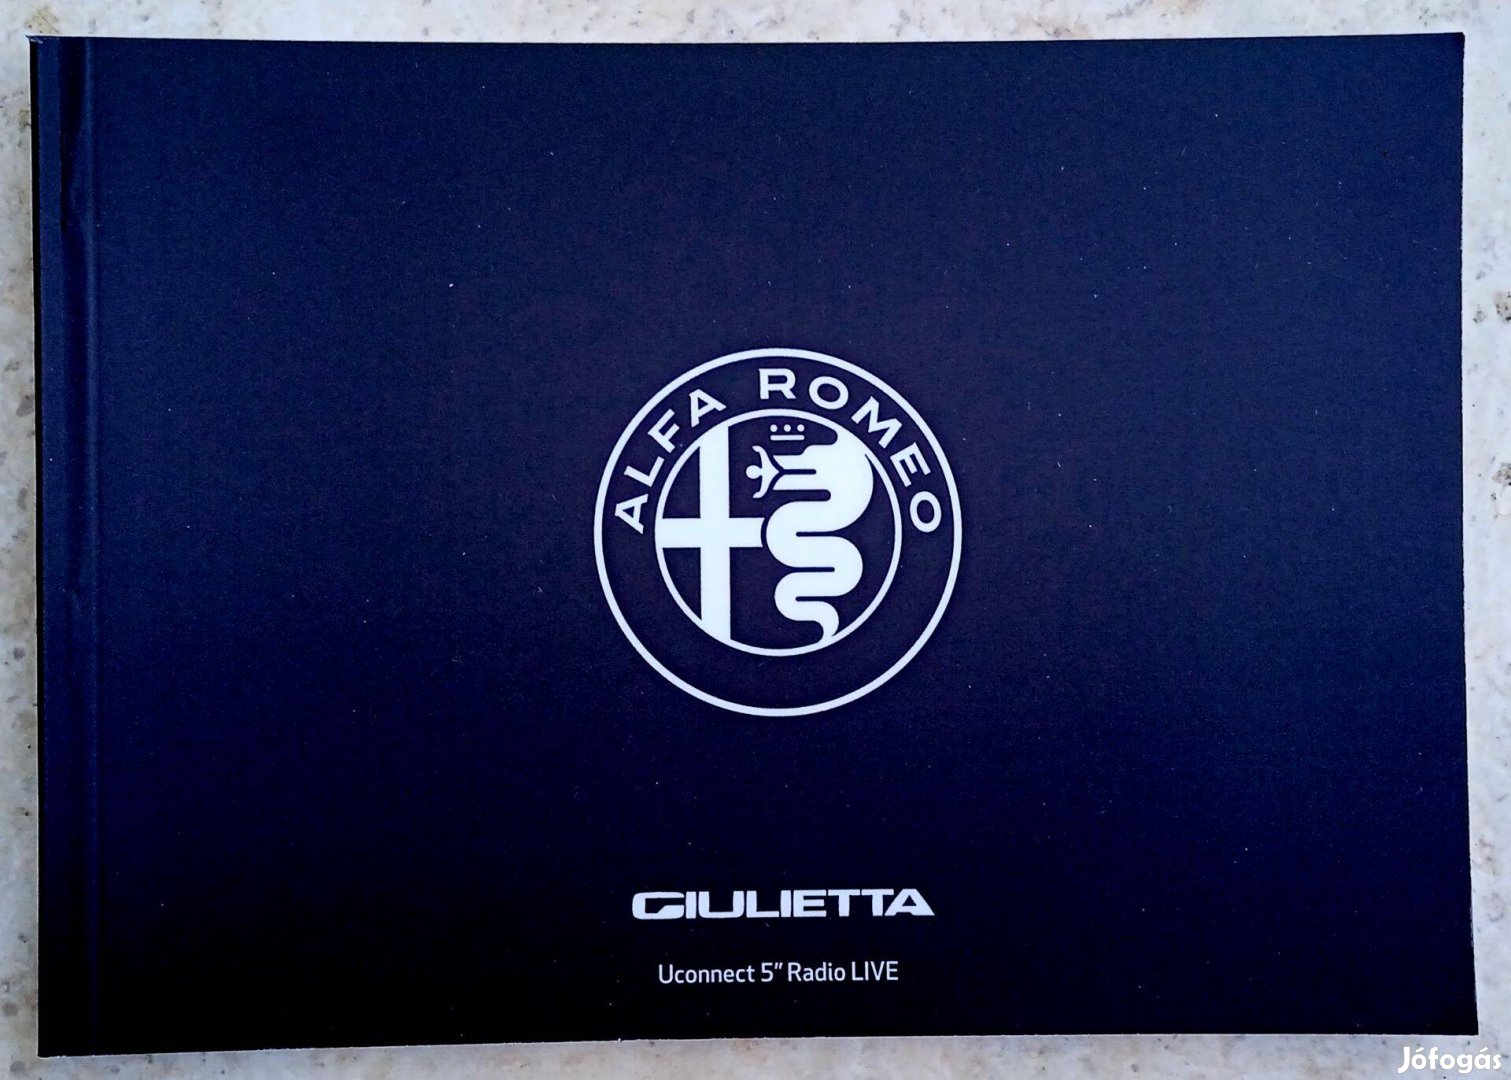 ALFA ROMEO
GIULIETTA
Uconnect 5" Radio LIVE
Jófogás